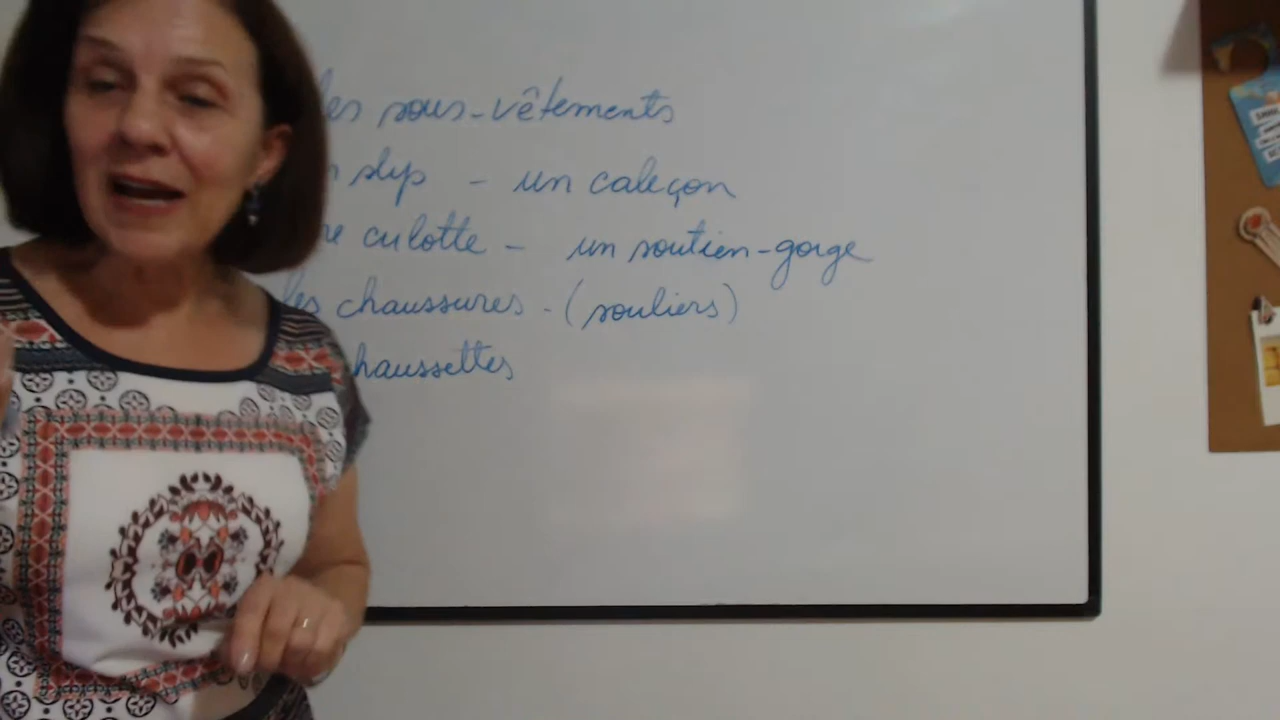 les sous-vêtements
slip - un caleçon
culotte - un soutien-gorge
les chaussures - (souliers)
haussettes